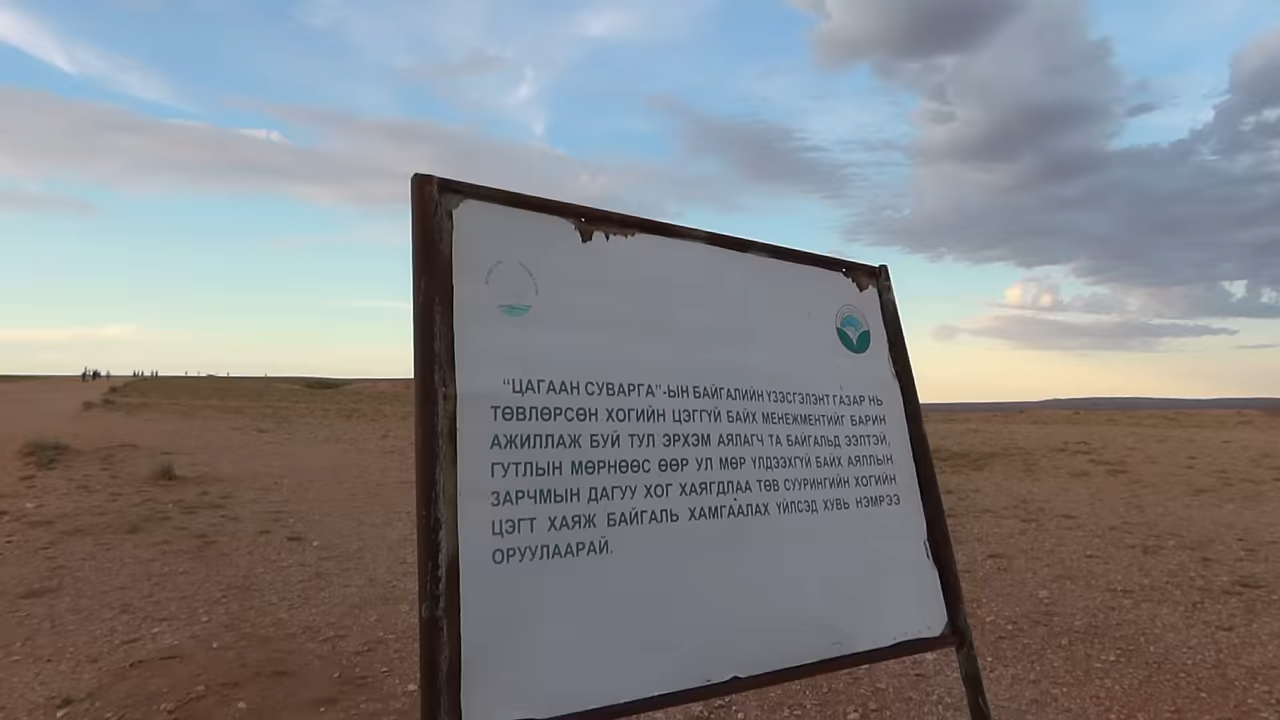 “ЦАГААН СУВАРГА”-ЫН БАЙГАЛИЙН ҮЗЭСГЭЛЭНТ ГАЗАР НЬ
ТӨВЛӨРСӨН ХОГИЙН ЦЭГГҮЙ БАЙХ МЕНЕЖМЕНТИЙГ БАРИН
АЖИЛЛАЖ БУЙ ТУЛ ЭРХЭМ АЯЛАГЧ ТА БАЙГАЛЬД ЭЭЛТЭЙ,
ГУТЛЫН МӨРНӨӨС ӨӨР УЛ МӨР ҮЛДЭЭХГҮЙ БАЙХ АЯЛЛЫН
ЗАРЧМЫН ДАГУУ ХОГ ХАЯГДЛАА ТӨВ СУУРИНГИЙН ХОГИЙН
ЦЭГТ ХАЯЖ БАЙГАЛЬ ХАМГААЛАХ ҮЙЛСЭД ХУВЬ НЭМРЭЭ
ОРУУЛААРАЙ.